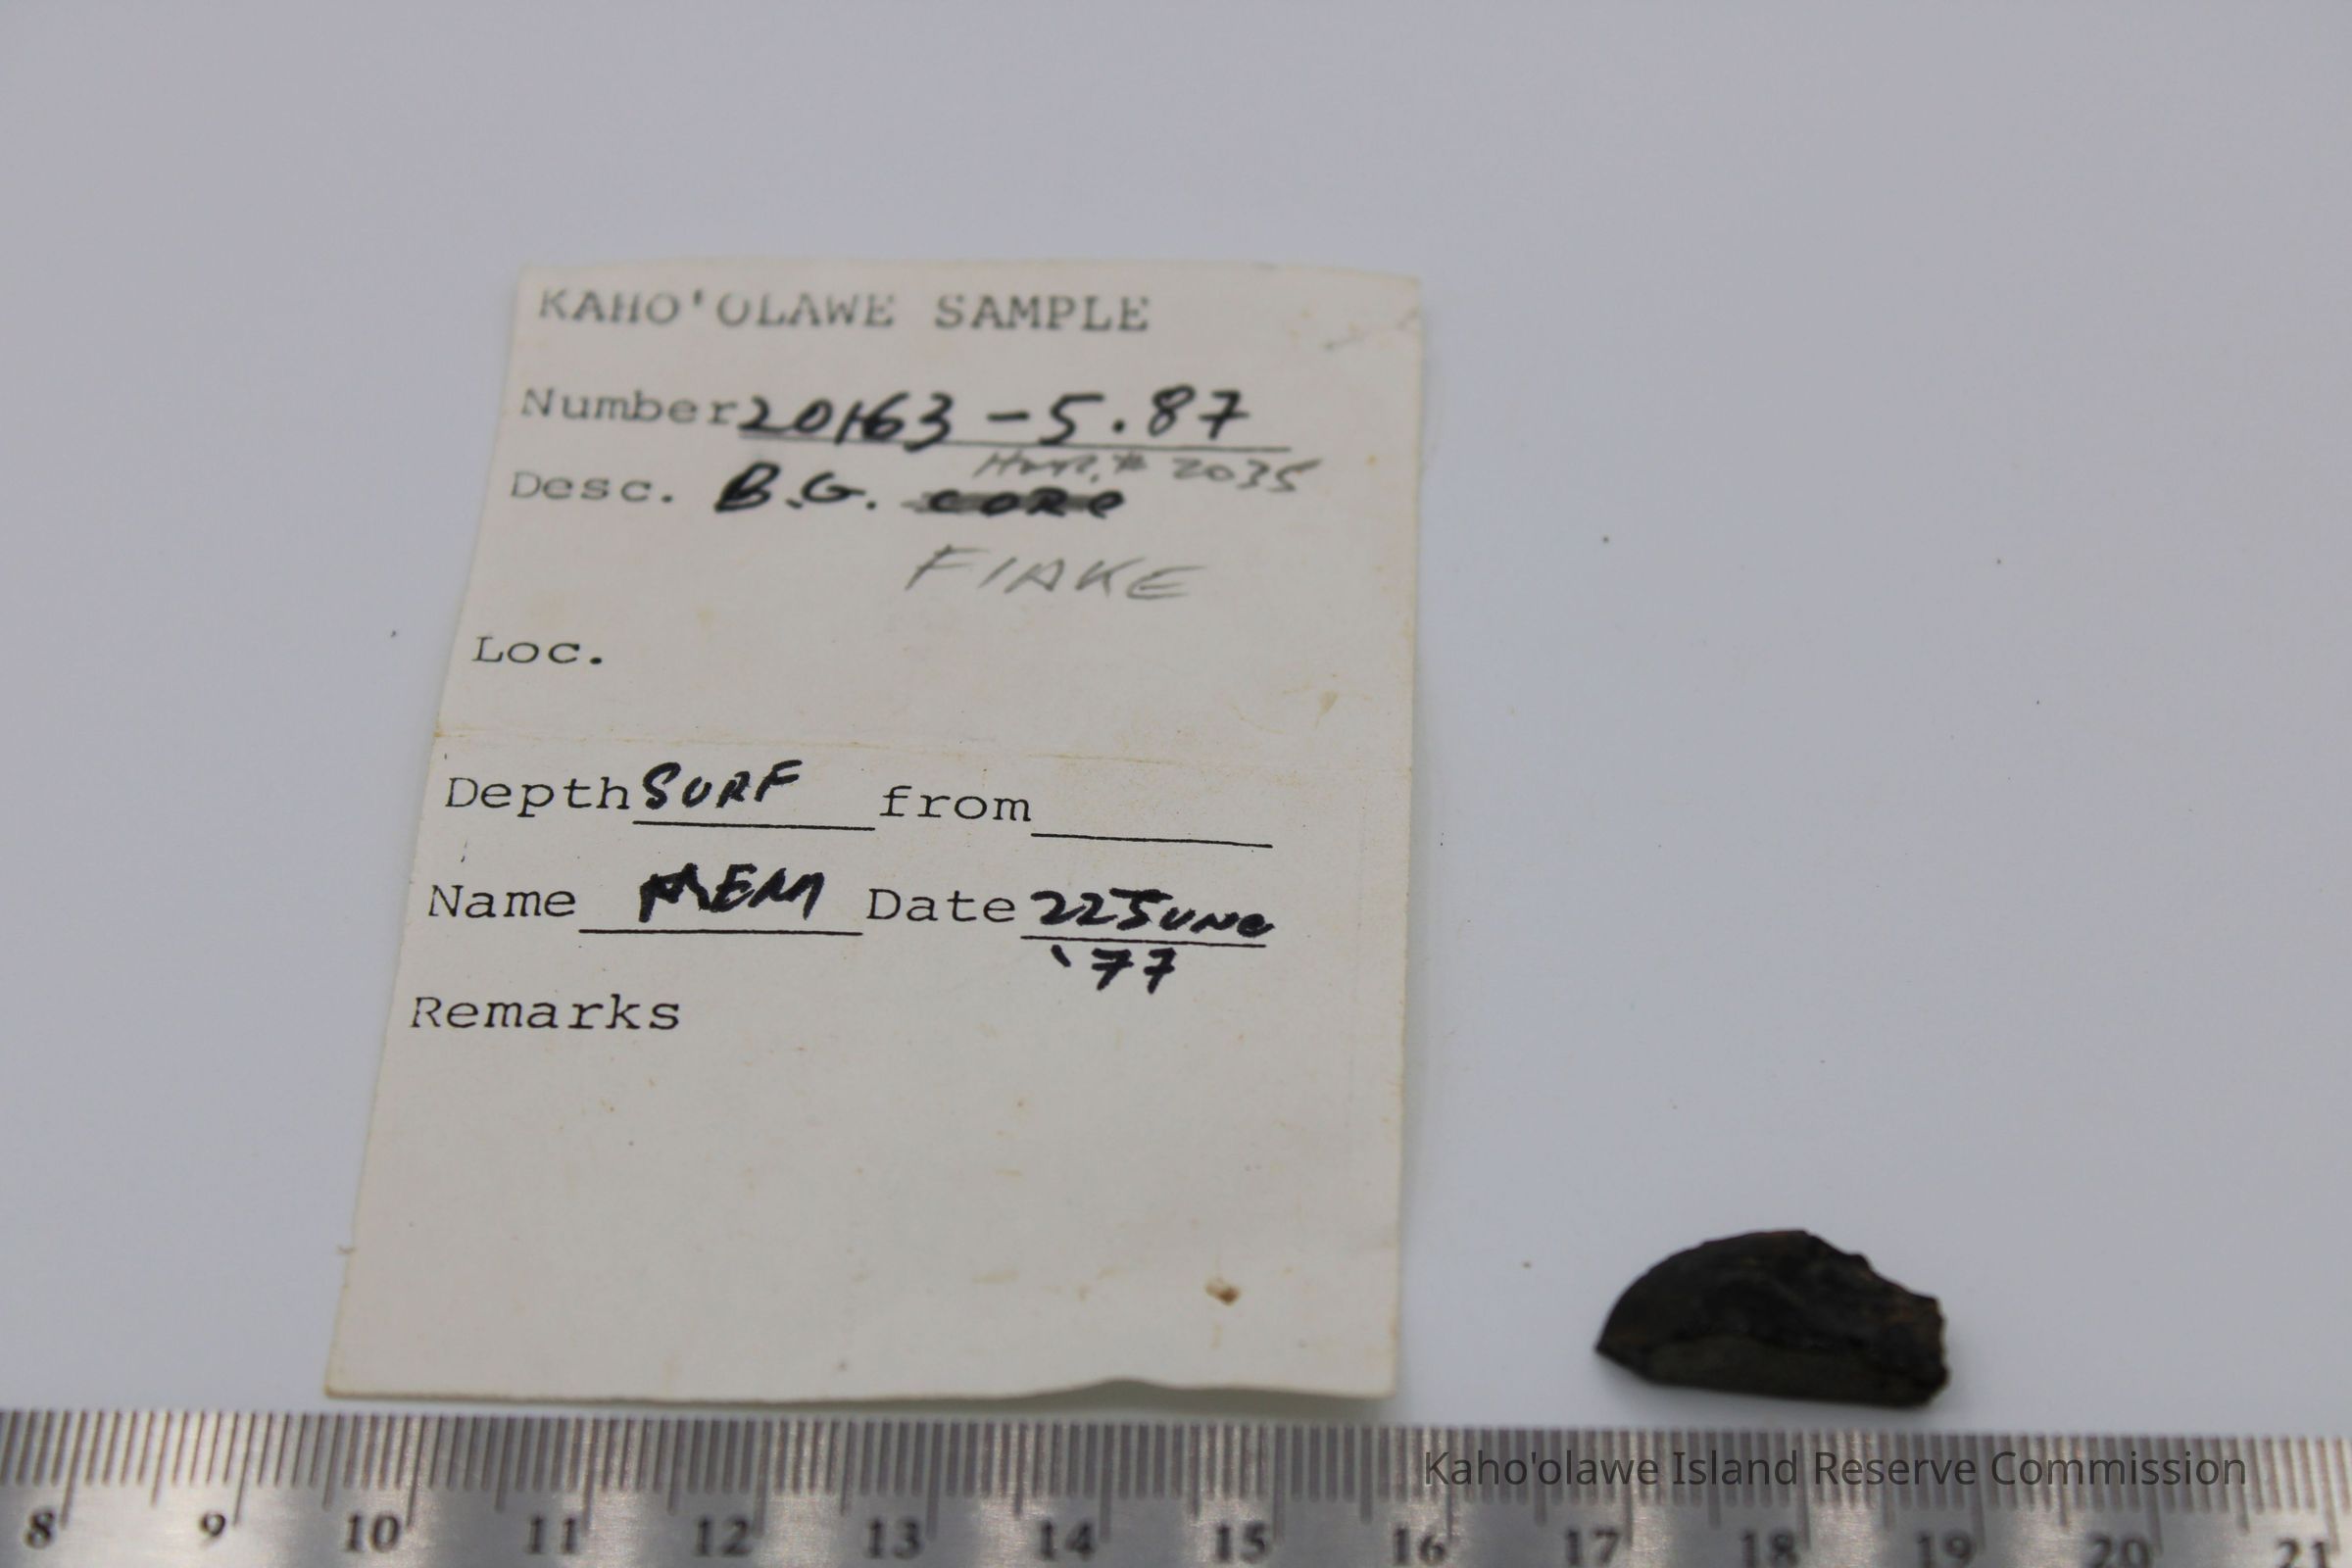 KAHO'OLAWE SAMPLE
Number 20163 - 5.87
# 2035
Desc. B.G. core
FLAKE
Loc.
Depth SURF from
Name MEM Date 22 June
'77
Remarks
Kaho'olawe Island Reserve Commission
8 9 10 11 12 13 14 15 16 17 18 19 20 21